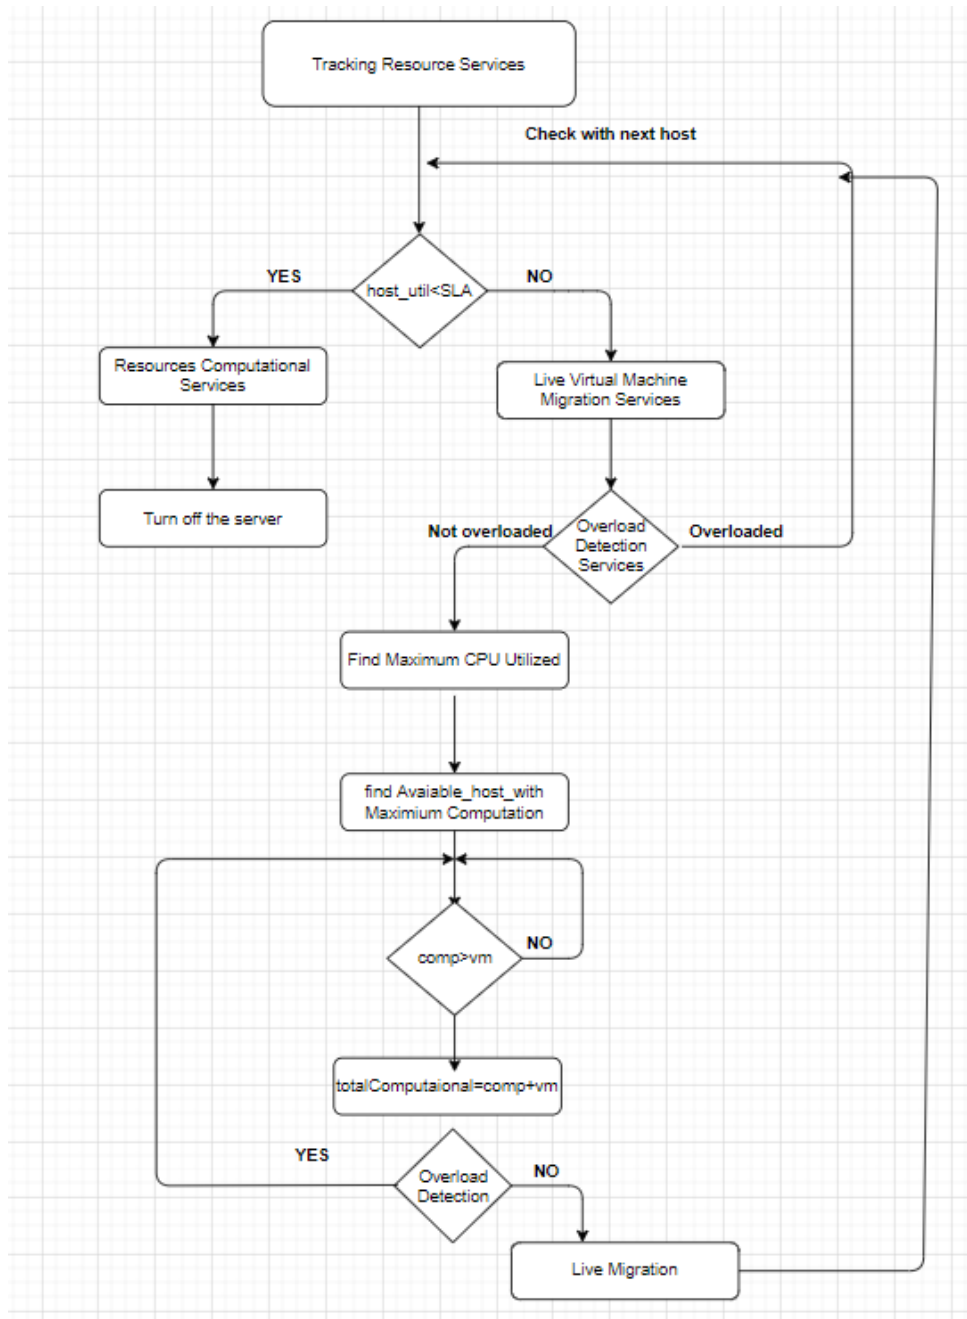 Tracking Resource Services
Check with next host
YES
NO
host_util<SLA
Resources Computational
Services
Live Virtual Machine
Migration Services
Turn off the server
Not overloaded
Overload
Detection
Services
Overloaded
Find Maximum CPU Utilized
find Avaiable_host_with
Maximium Computation
comp>vm
NO
totalComputaional=comp+vm
YES
Overload
Detection
NO
Live Migration